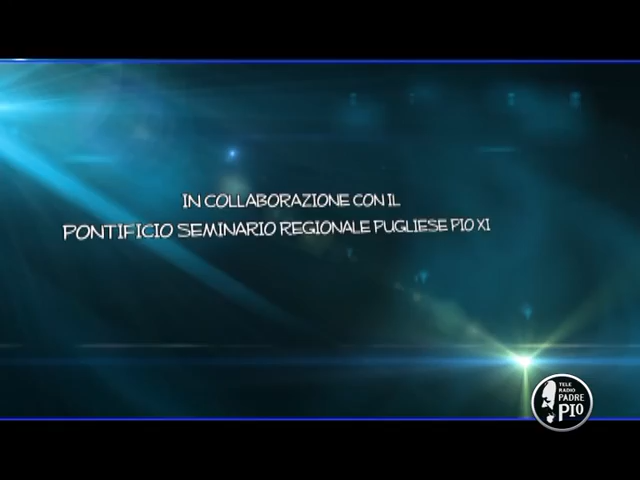 IN COLLABORAZIONE CON IL
PONTIFICIO SEMINARIO REGIONALE PUGLIESE PIO XI
TELE
RADIO
PADRE
PIO